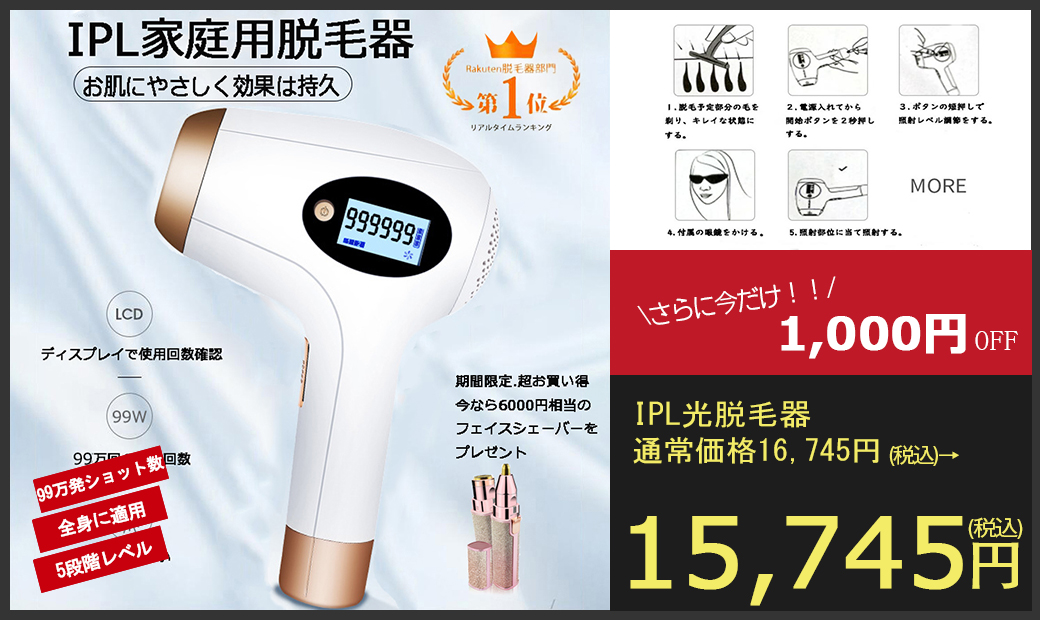 IPL家庭用脱毛器
お肌にやさしく効果は持久
Rakuten脱毛器部門
第1位
リアルタイムランキング
999999
LCD
ディスプレイで使用回数確認
99W
99万回
回数
99万発ショット数
全身に適用
5段階レベル
期間限定.超お買い得
今なら6000円相当の
フェイスシェーバーを
プレゼント
1.脱毛予定部分の毛を
剃り、キレイな状態に
する。
2.電源入れてから
開始ボタンを2秒押し
する。
3.ボタンの短押しで
照射レベル調節をする。
4.付属の眼鏡をかける。
5.照射部位に当て照射する。
MORE
\さらに今だけ！！/
1,000円OFF
IPL光脱毛器
通常価格16,745円(税込)→
15,745円(税込)